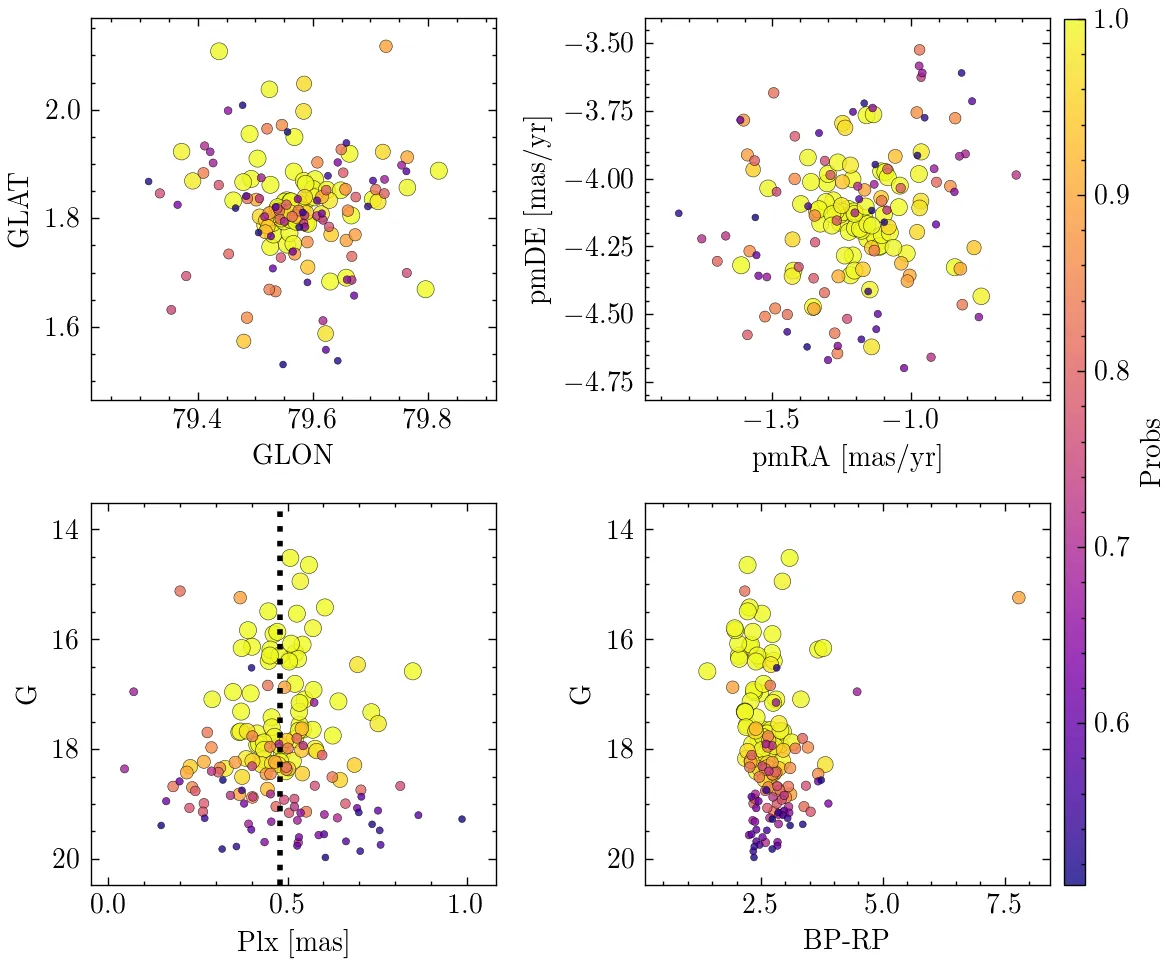 2.0
1.8
1.6
GLAT
79.4 79.6 79.8
GLON
−3.50
−3.75
−4.00
−4.25
−4.50
−4.75
pmDE [mas/yr]
−1.5 −1.0
pmRA [mas/yr]
14
16
18
20
G
0.0 0.5 1.0
Plx [mas]
14
16
18
20
G
2.5 5.0 7.5
BP-RP
1.0
0.9
0.8
0.7
0.6
Probs